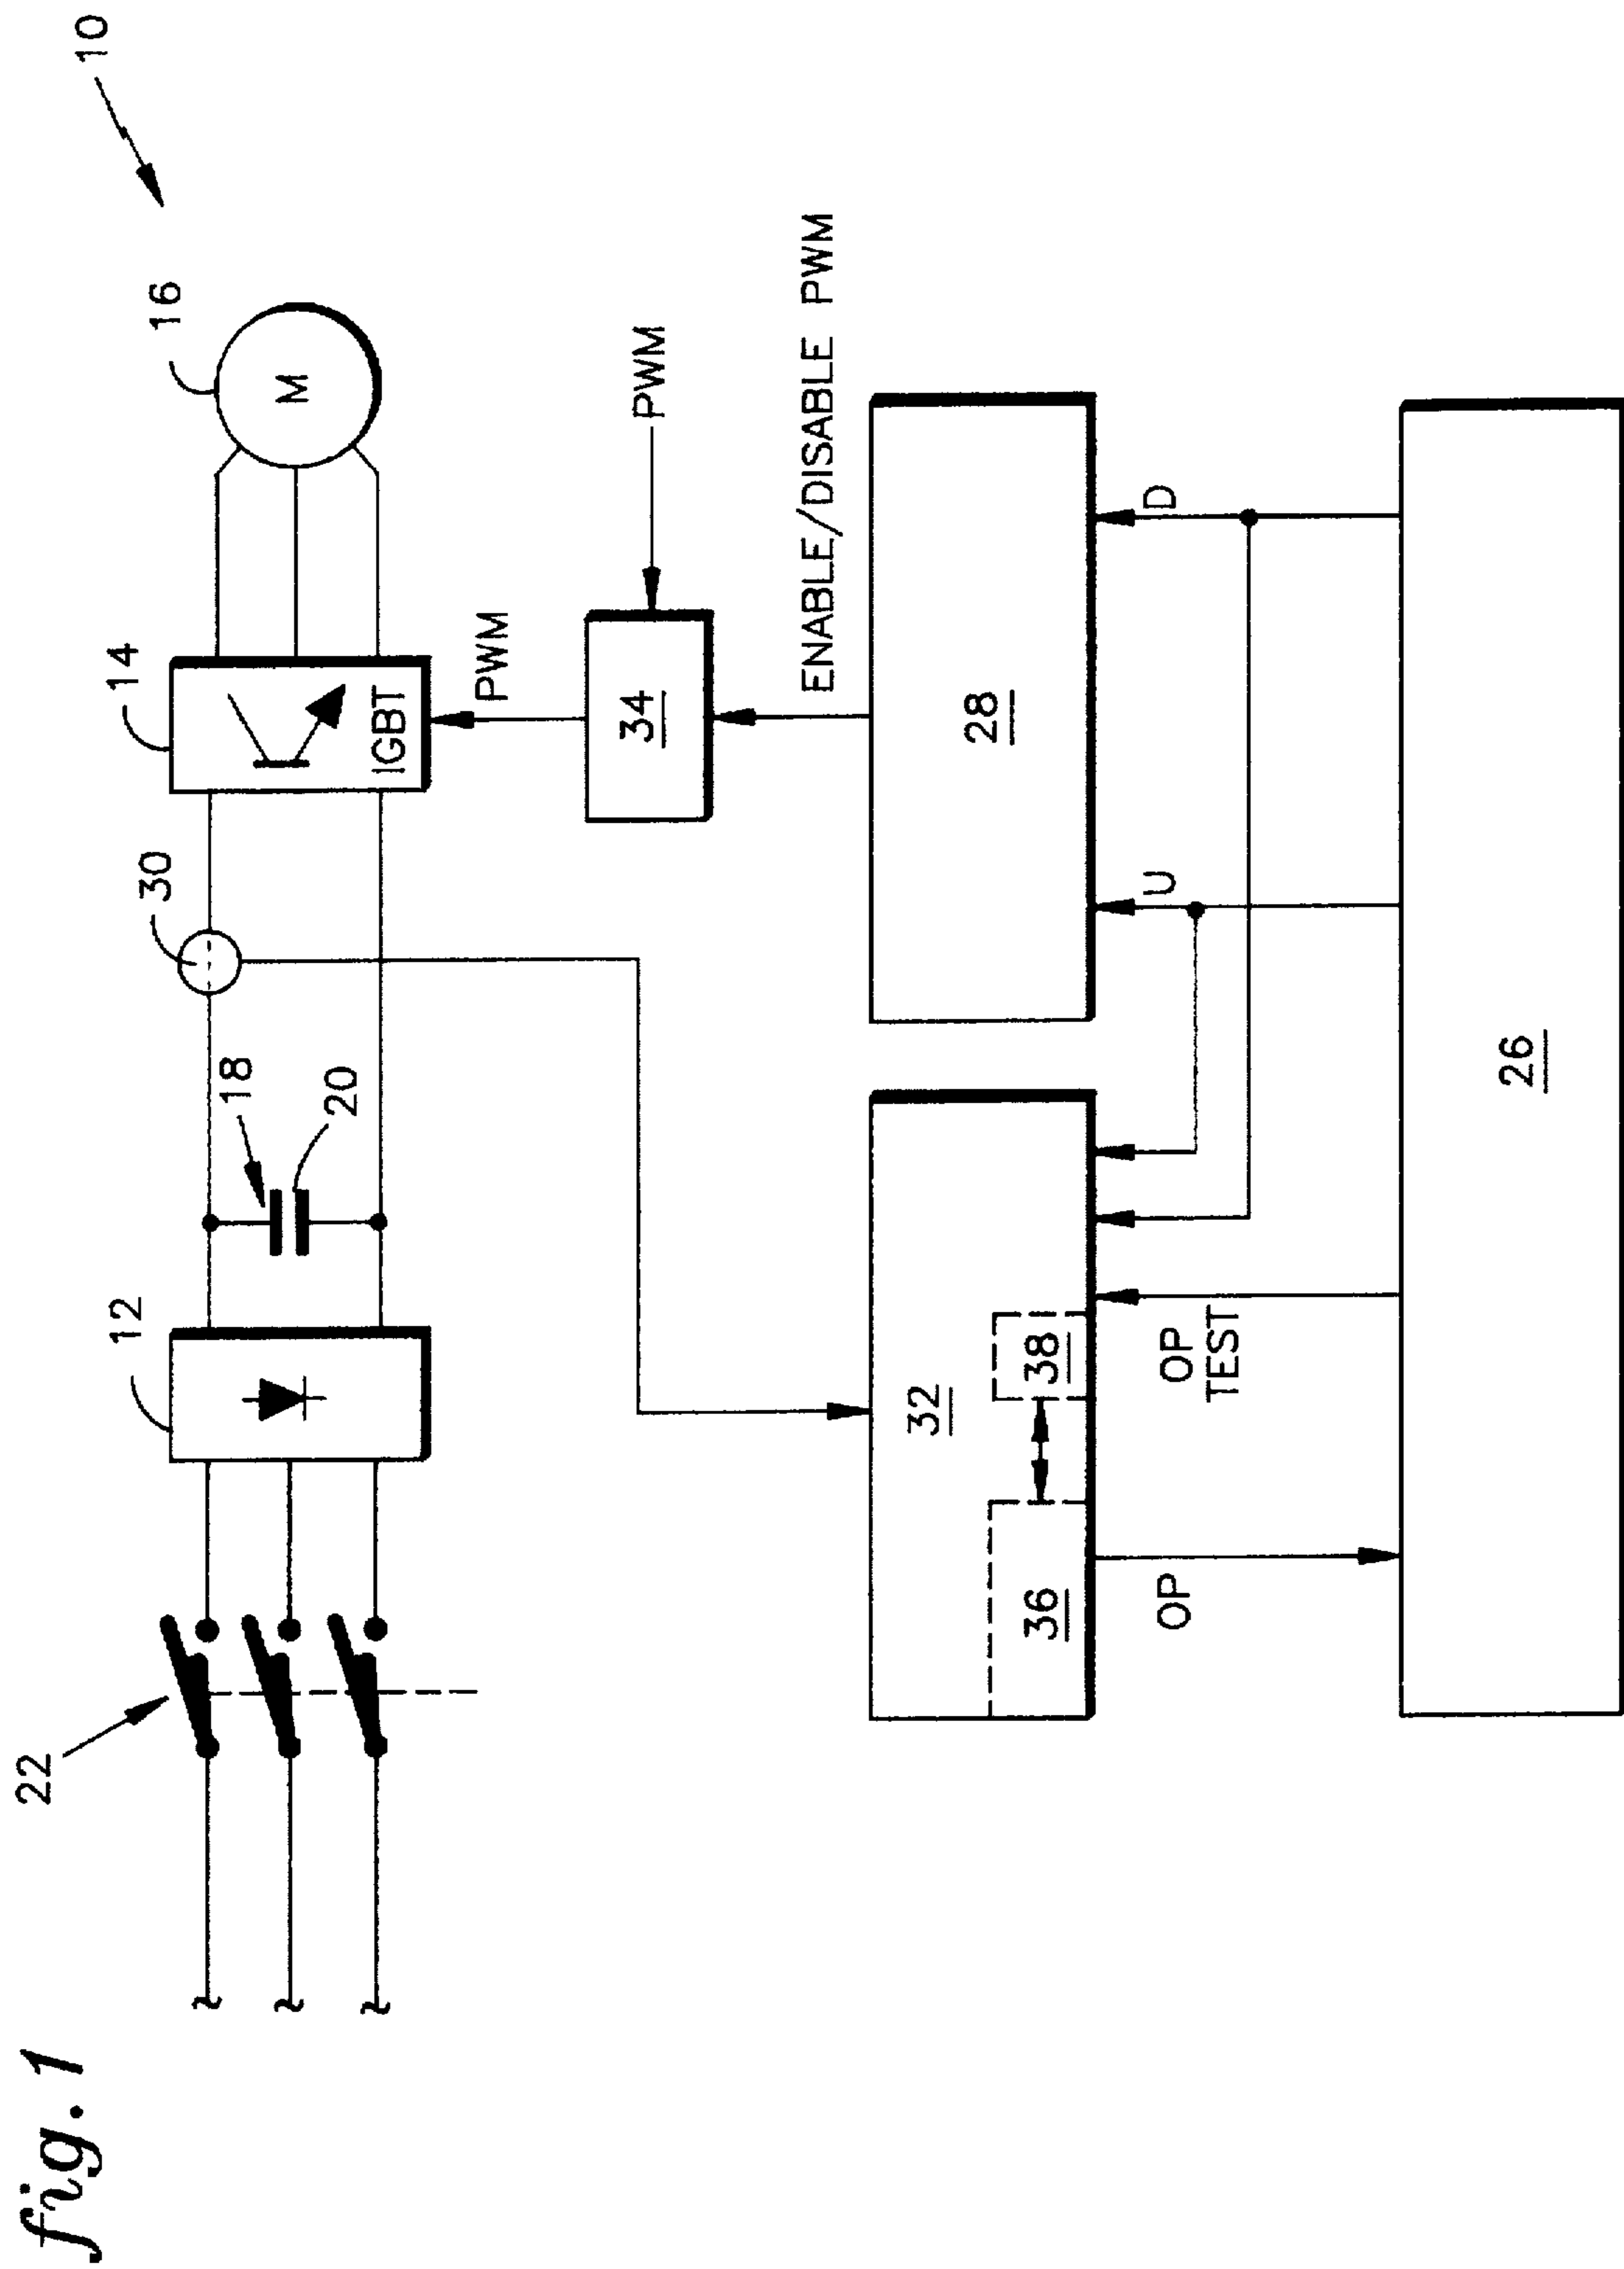 fig. 1
10
22
12
18
20
30
14
IGBT
16
M
PWM
34
PWM
ENABLE/DISABLE PWM
32
36
38
28
OP
OP
TEST
U
D
26